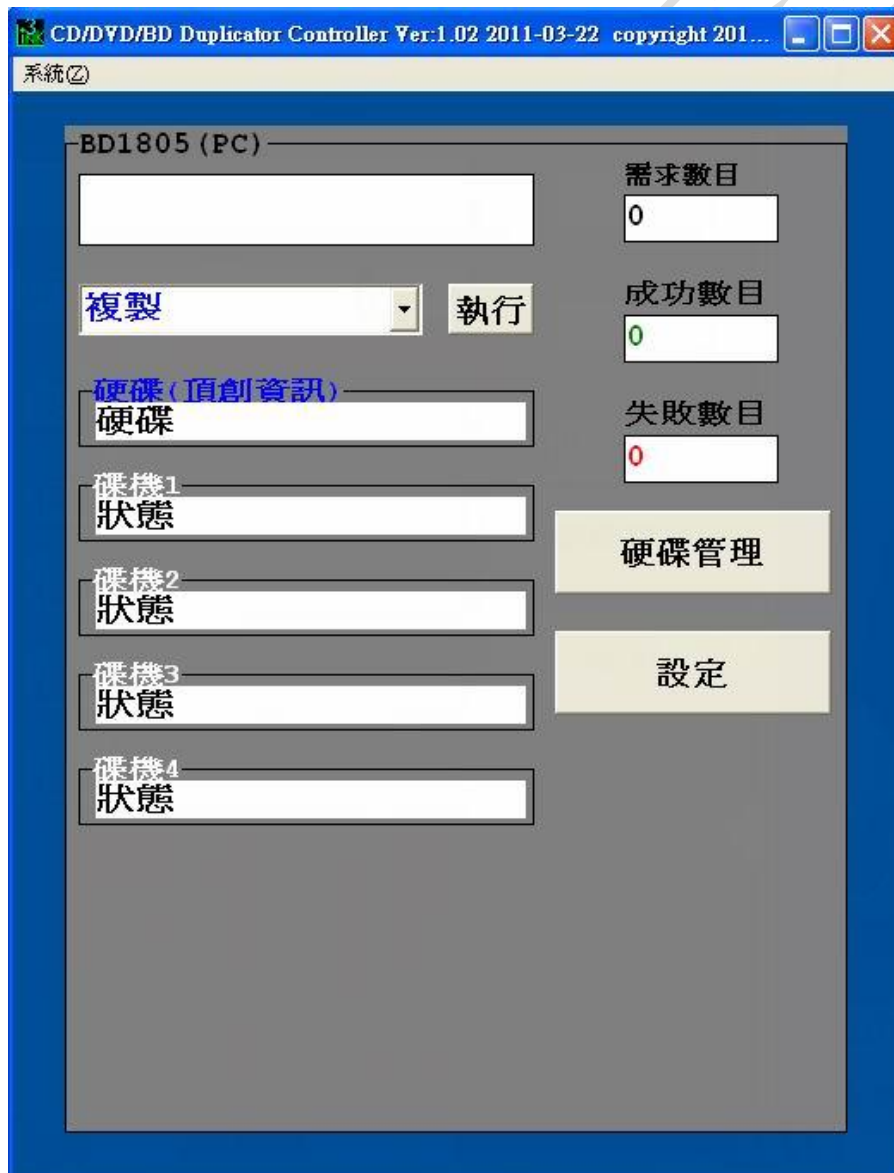 CD/DVD/BD Duplicator Controller Ver:1.02 2011-03-22 copyright 201...
系統(Z)
BD1805(PC)
需求數目
0
複製
執行
成功數目
0
硬碟(頂創資訊)
硬碟
失敗數目
0
碟機1
狀態
硬碟管理
碟機2
狀態
碟機3
狀態
設定
碟機4
狀態